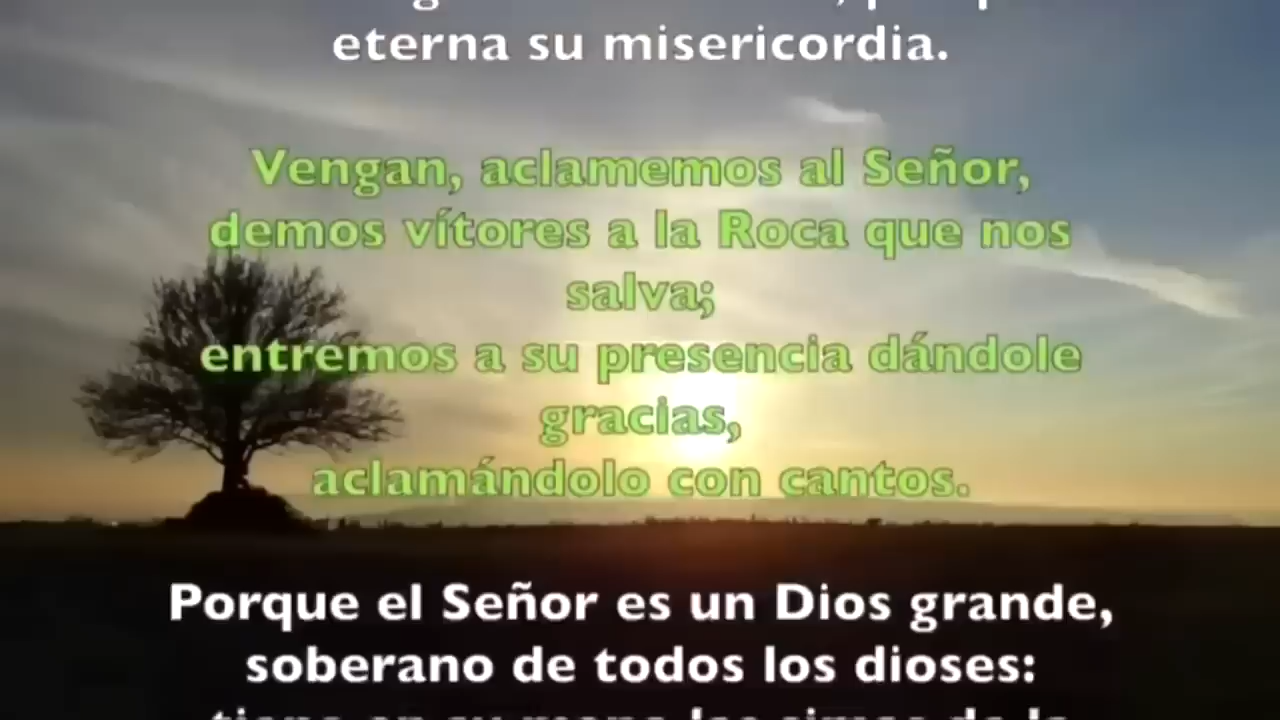 eterna su misericordia.
Vengan, aclamemos al Señor,
demos vítores a la Roca que nos
salva;
entremos a su presencia dándole
gracias,
aclamándolo con cantos.
Porque el Señor es un Dios grande,
soberano de todos los dioses: